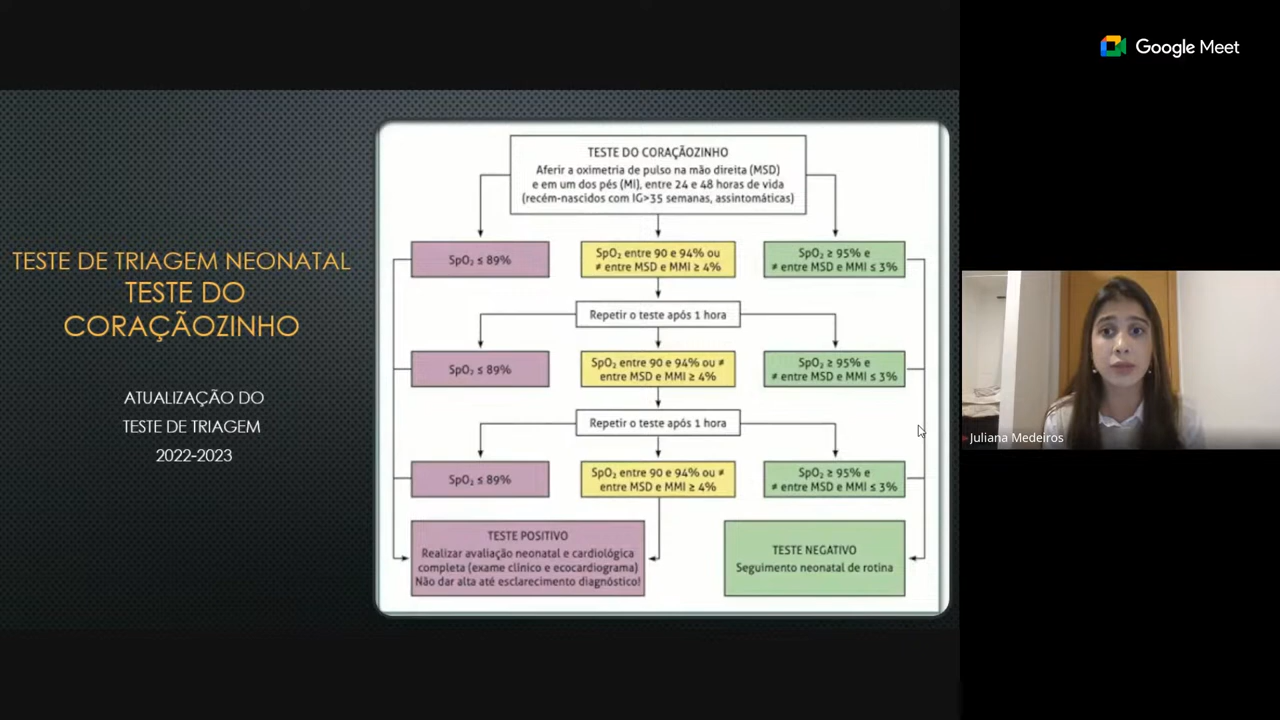 Google Meet
TESTE DE TRIAGEM NEONATAL
TESTE DO
CORAÇÃOZINHO
ATUALIZAÇÃO DO
TESTE DE TRIAGEM
2022-2023
TESTE DO CORAÇÃOZINHO
Aferir a oximetria de pulso na mão direita (MSD)
e em um dos pés (MI), entre 24 e 48 horas de vida
(recém-nascidos com IG>35 semanas, assintomáticas)
SpO₂ ≤ 89%
SpO₂ entre 90 e 94% ou
≠ entre MSD e MMI ≥ 4%
SpO₂ ≥ 95% e
≠ entre MSD e MMI ≤ 3%
Repetir o teste após 1 hora
SpO₂ ≤ 89%
SpO₂ entre 90 e 94% ou ≠
entre MSD e MMI ≥ 4%
SpO₂ ≥ 95% e
≠ entre MSD e MMI ≤ 3%
Repetir o teste após 1 hora
SpO₂ ≤ 89%
SpO₂ entre 90 e 94% ou ≠
entre MSD e MMI ≥ 4%
SpO₂ ≥ 95% e
≠ entre MSD e MMI ≤ 3%
TESTE POSITIVO
Realizar avaliação neonatal e cardiológica
completa (exame clínico e ecocardiograma)
Não dar alta até esclarecimento diagnóstico!
TESTE NEGATIVO
Seguimento neonatal de rotina
Juliana Medeiros